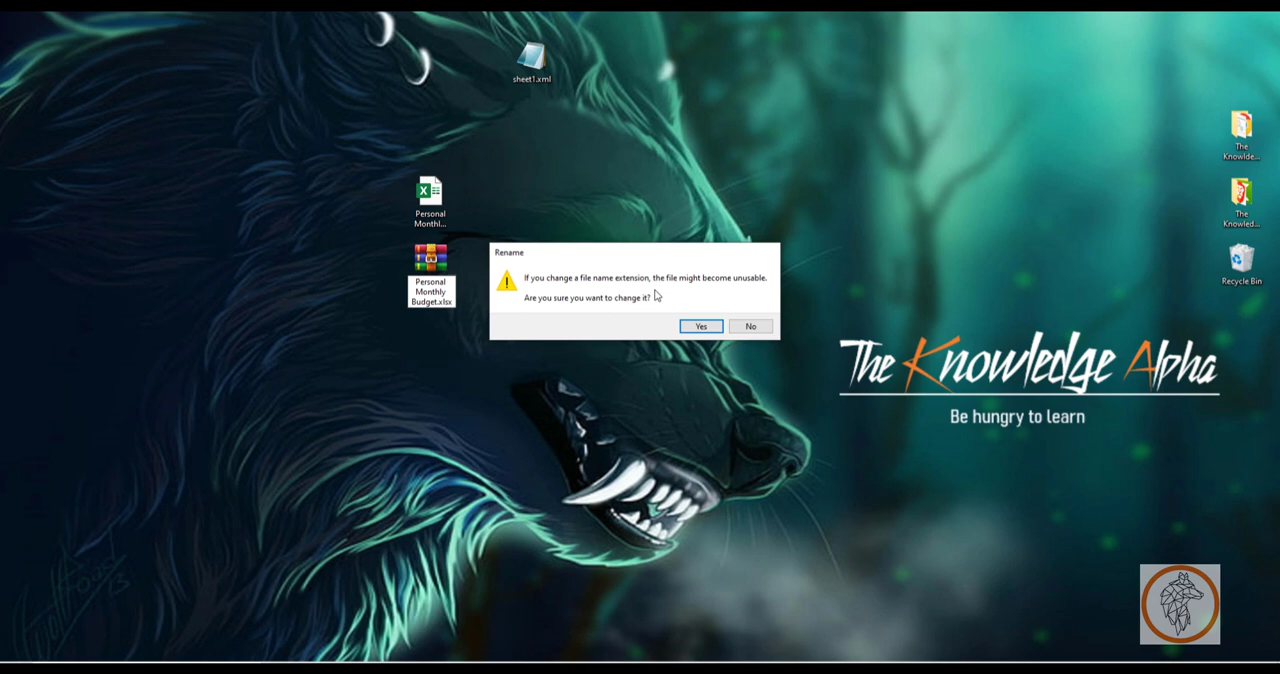 sheet1.xml
The
Knowlde...
Personal
Monthl...
The
Knowled...
Personal
Monthly
Budget.xlsx
Rename
If you change a file name extension, the file might become unusable.
Are you sure you want to change it?
Yes
No
Recycle Bin
The Knowledge Alpha
Be hungry to learn